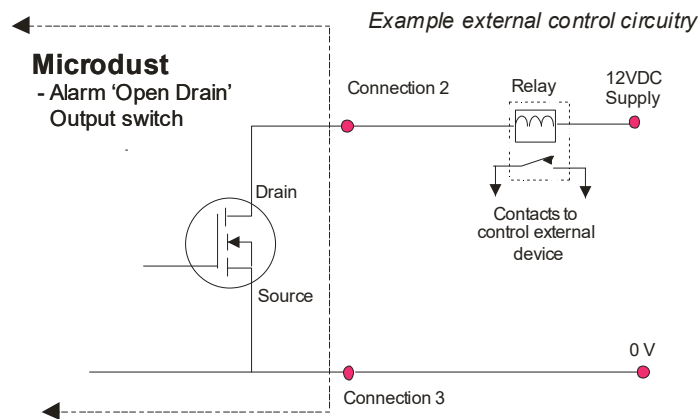 Example external control circuitry
Microdust
- Alarm ‘Open Drain’
Output switch
Connection 2
Relay
12VDC
Supply
Drain
Contacts to
control external
device
Source
0 V
Connection 3